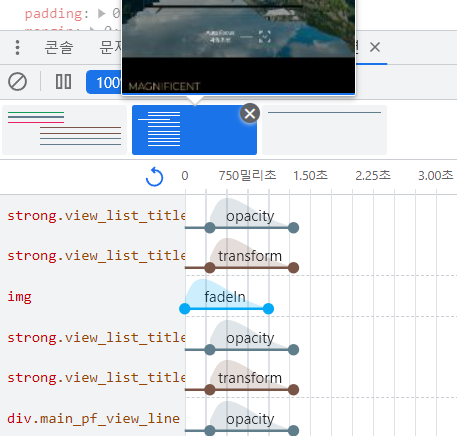 padding: ▶ 0
콘솔
MAGNIFICENT
100%
0 750밀리초 1.50초 2.25초 3.00초
strong.view_list_title opacity
strong.view_list_title transform
img fadeIn
strong.view_list_title opacity
strong.view_list_title transform
div.main_pf_view_line opacity